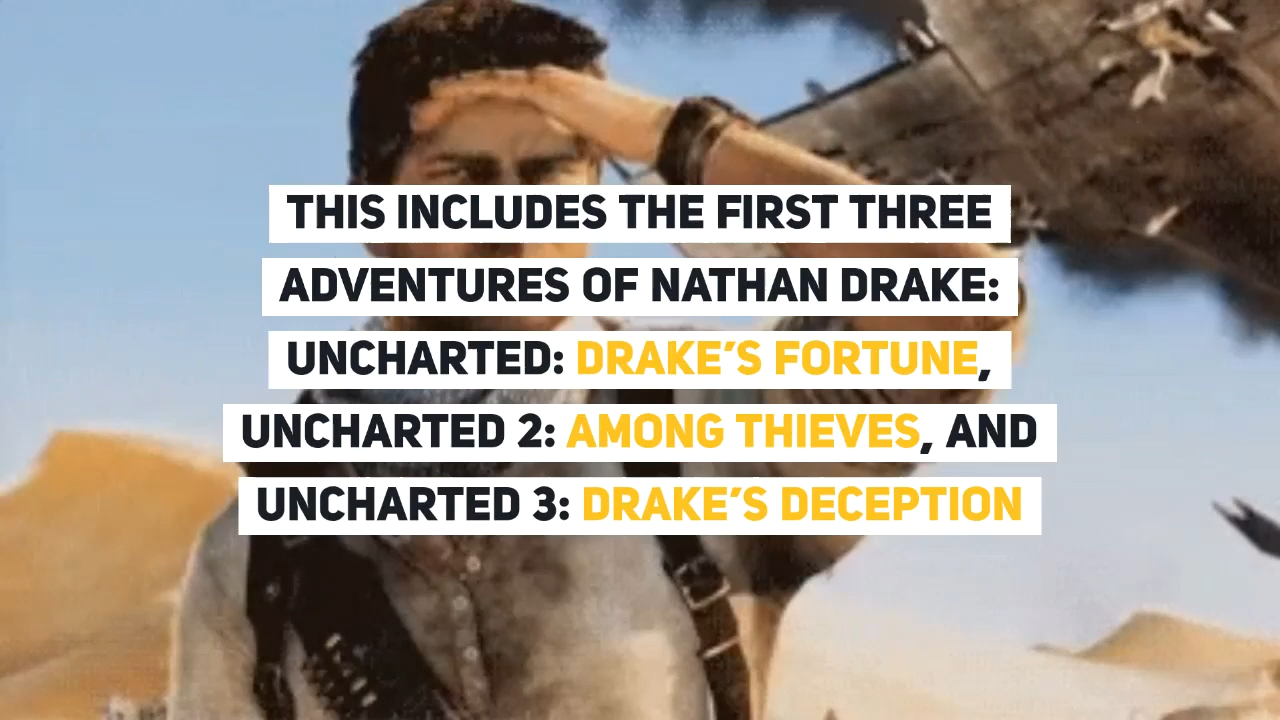 THIS INCLUDES THE FIRST THREE
ADVENTURES OF NATHAN DRAKE:
UNCHARTED: DRAKE’S FORTUNE,
UNCHARTED 2: AMONG THIEVES, AND
UNCHARTED 3: DRAKE’S DECEPTION